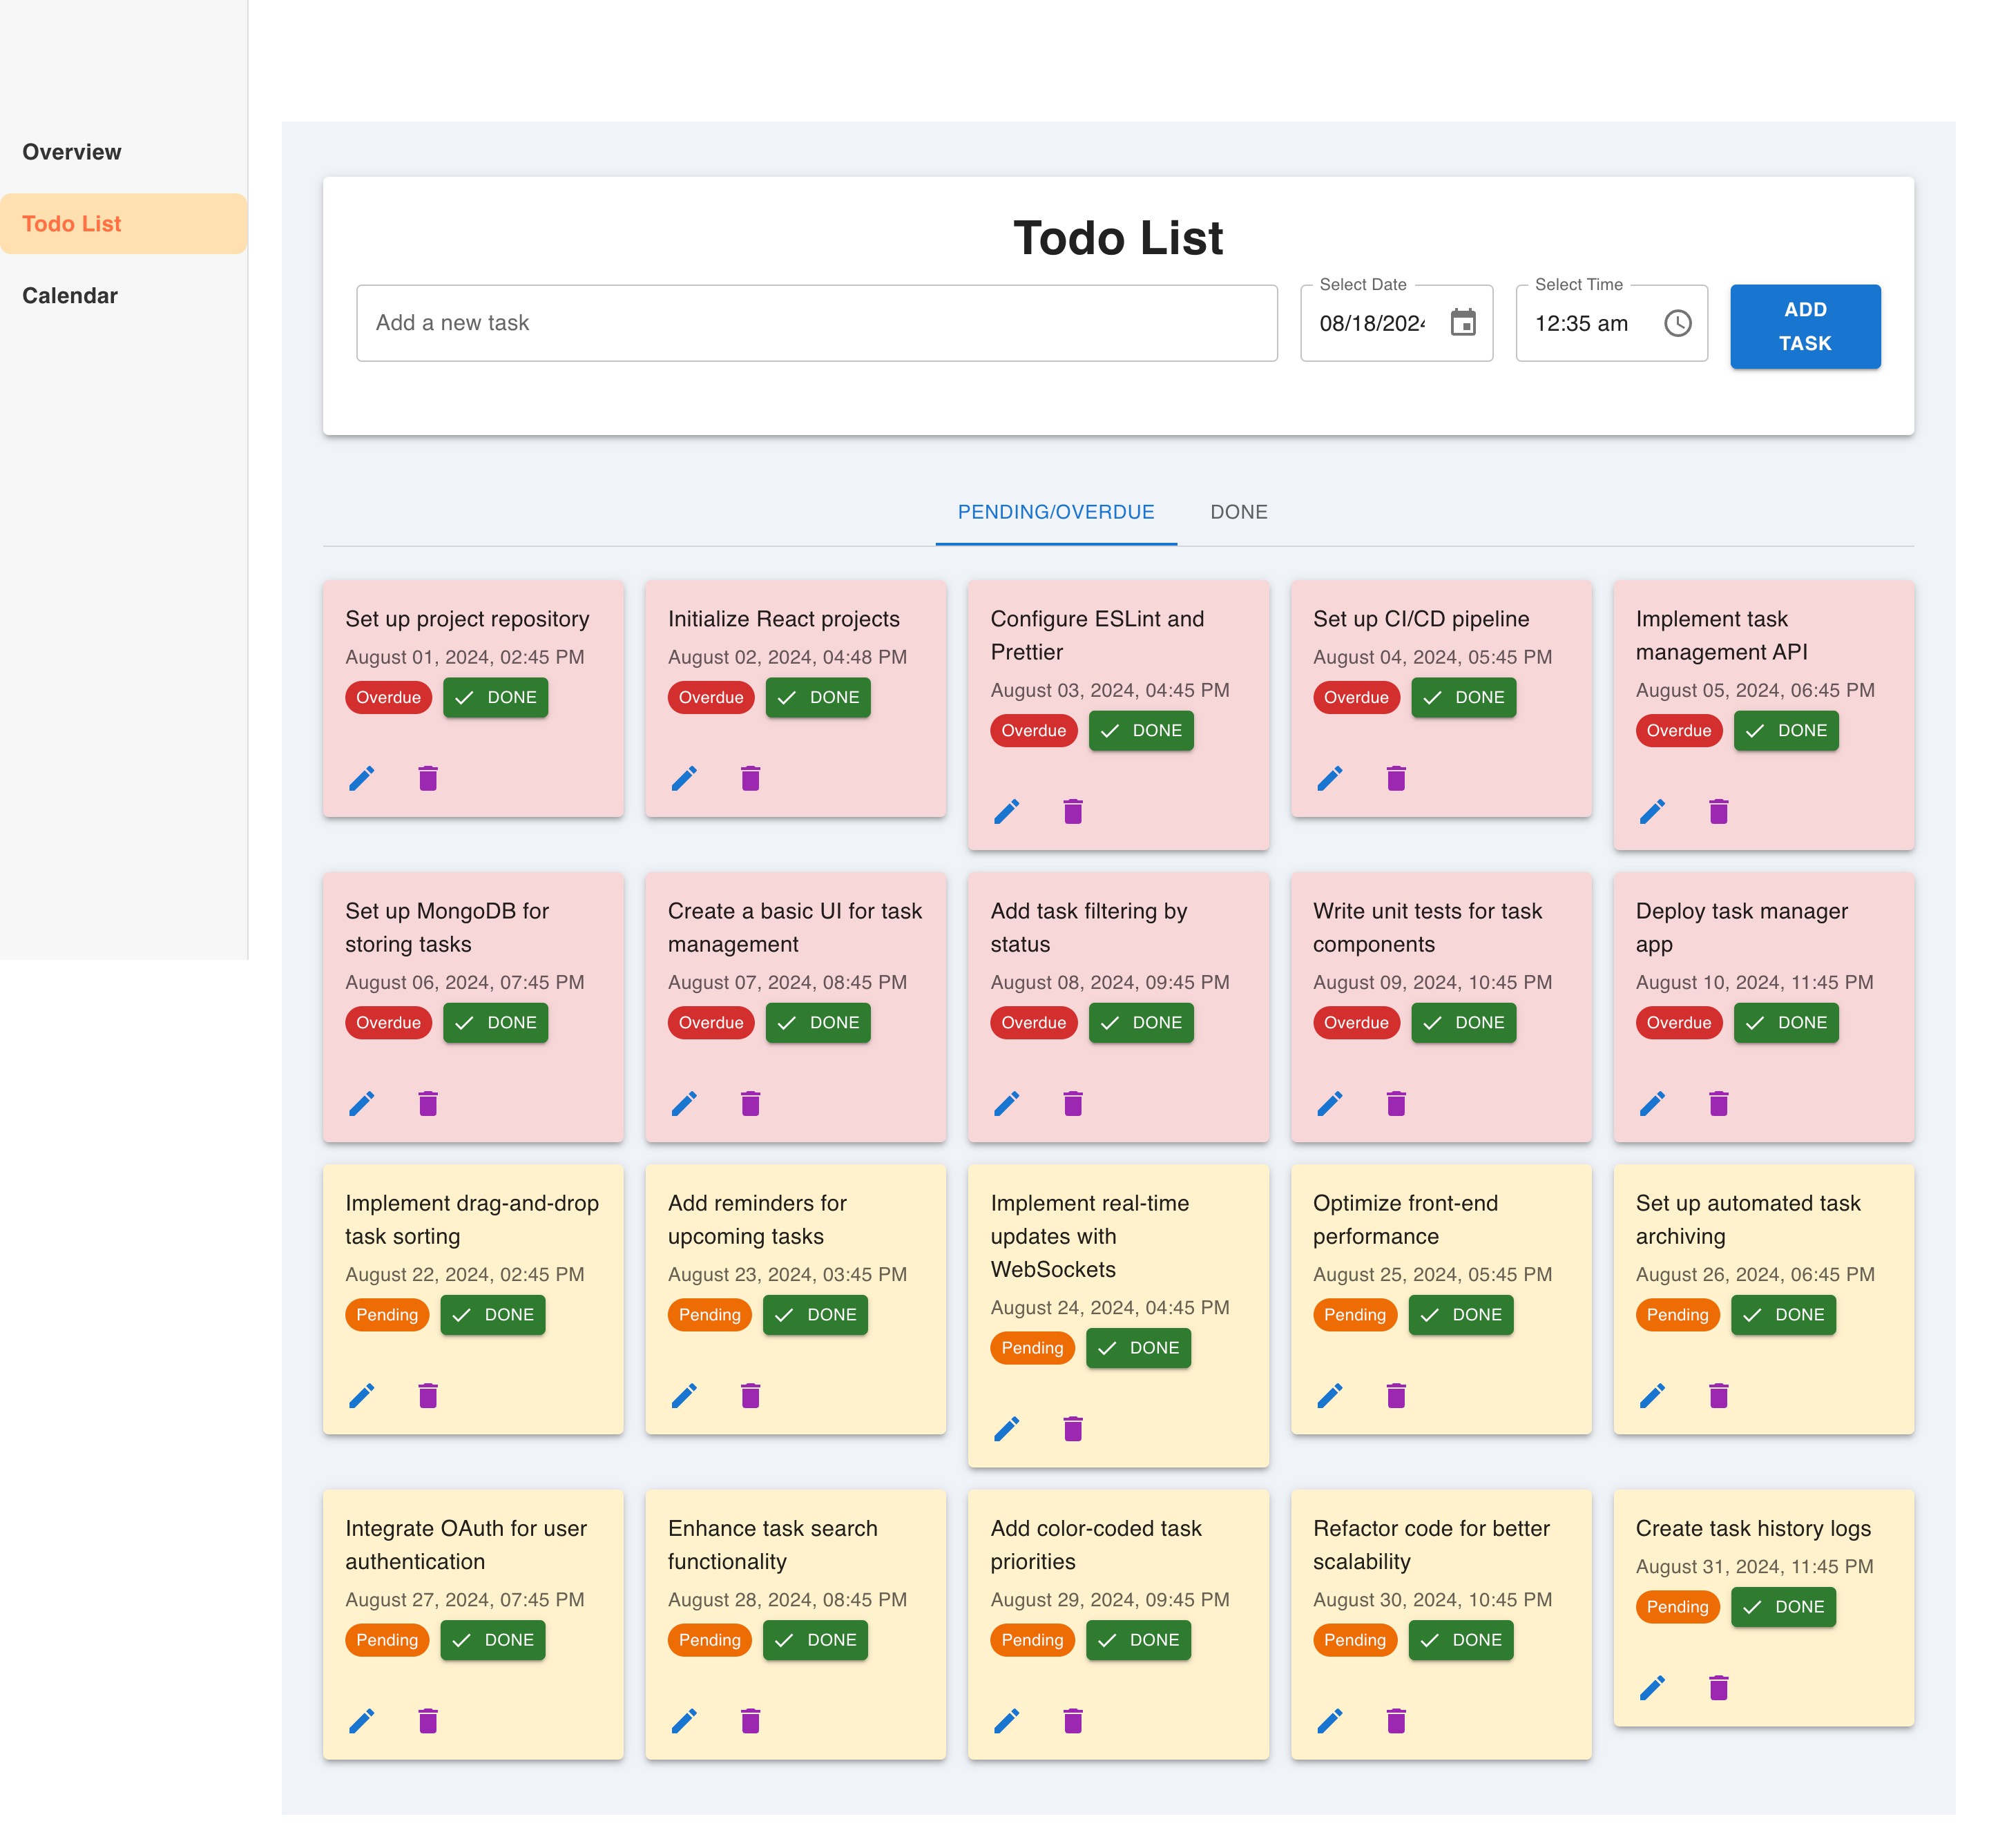 Overview
Todo List
Calendar
Todo List
Add a new task
Select Date
08/18/2024
Select Time
12:35 am
ADD
TASK
PENDING/OVERDUE
DONE
Set up project repository
August 01, 2024, 02:45 PM
Overdue
DONE
Initialize React projects
August 02, 2024, 04:48 PM
Overdue
DONE
Configure ESLint and
Prettier
August 03, 2024, 04:45 PM
Overdue
DONE
Set up CI/CD pipeline
August 04, 2024, 05:45 PM
Overdue
DONE
Implement task
management API
August 05, 2024, 06:45 PM
Overdue
DONE
Set up MongoDB for
storing tasks
August 06, 2024, 07:45 PM
Overdue
DONE
Create a basic UI for task
management
August 07, 2024, 08:45 PM
Overdue
DONE
Add task filtering by
status
August 08, 2024, 09:45 PM
Overdue
DONE
Write unit tests for task
components
August 09, 2024, 10:45 PM
Overdue
DONE
Deploy task manager
app
August 10, 2024, 11:45 PM
Overdue
DONE
Implement drag-and-drop
task sorting
August 22, 2024, 02:45 PM
Pending
DONE
Add reminders for
upcoming tasks
August 23, 2024, 03:45 PM
Pending
DONE
Implement real-time
updates with
WebSockets
August 24, 2024, 04:45 PM
Pending
DONE
Optimize front-end
performance
August 25, 2024, 05:45 PM
Pending
DONE
Set up automated task
archiving
August 26, 2024, 06:45 PM
Pending
DONE
Integrate OAuth for user
authentication
August 27, 2024, 07:45 PM
Pending
DONE
Enhance task search
functionality
August 28, 2024, 08:45 PM
Pending
DONE
Add color-coded task
priorities
August 29, 2024, 09:45 PM
Pending
DONE
Refactor code for better
scalability
August 30, 2024, 10:45 PM
Pending
DONE
Create task history logs
August 31, 2024, 11:45 PM
Pending
DONE